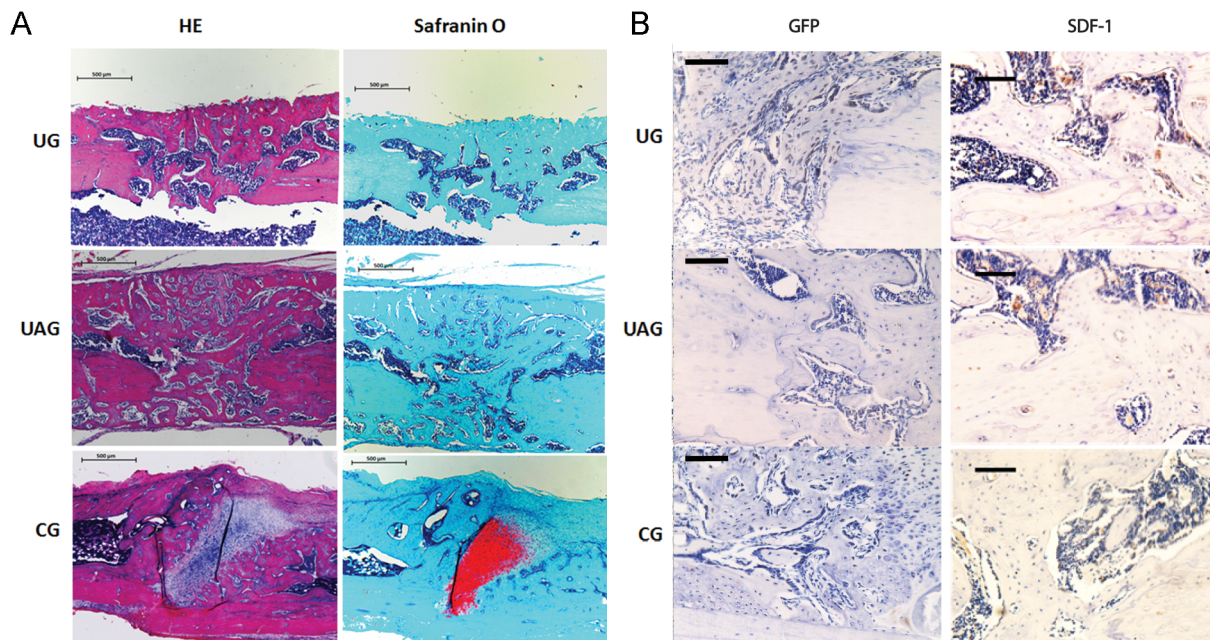 A
HE
Safranin O
B
GFP
SDF-1
UG
500 µm
500 µm
UG
UAG
500 µm
500 µm
UAG
CG
500 µm
500 µm
CG